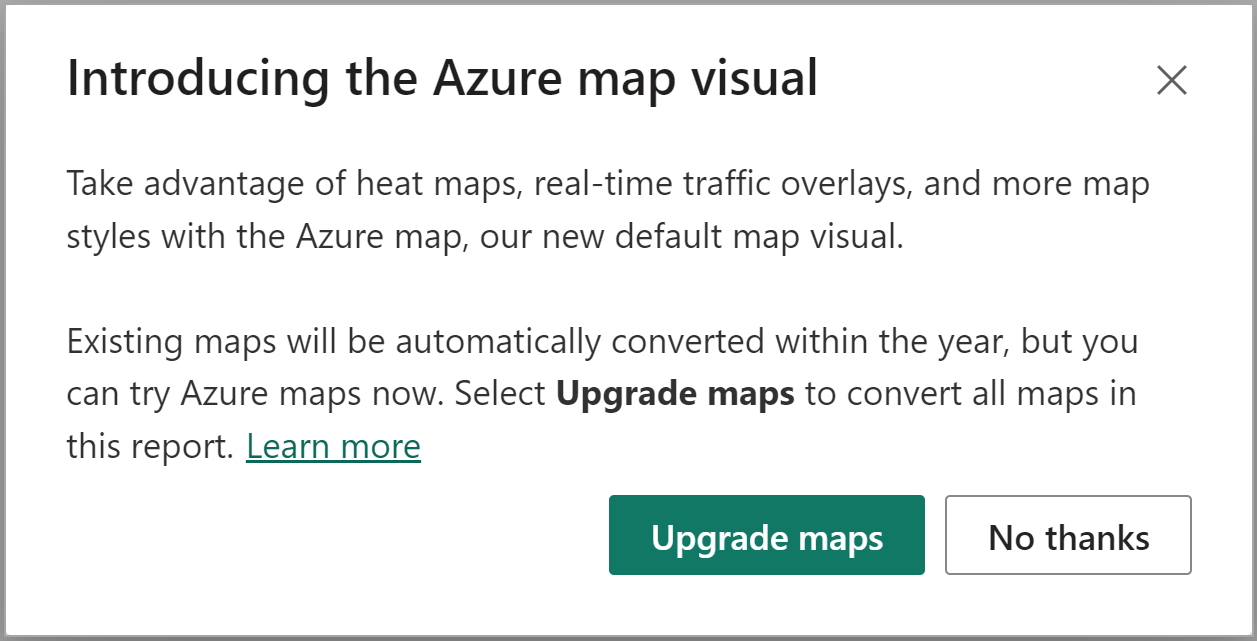 Introducing the Azure map visual
Take advantage of heat maps, real-time traffic overlays, and more map
styles with the Azure map, our new default map visual.
Existing maps will be automatically converted within the year, but you
can try Azure maps now. Select Upgrade maps to convert all maps in
this report. Learn more
Upgrade maps
No thanks